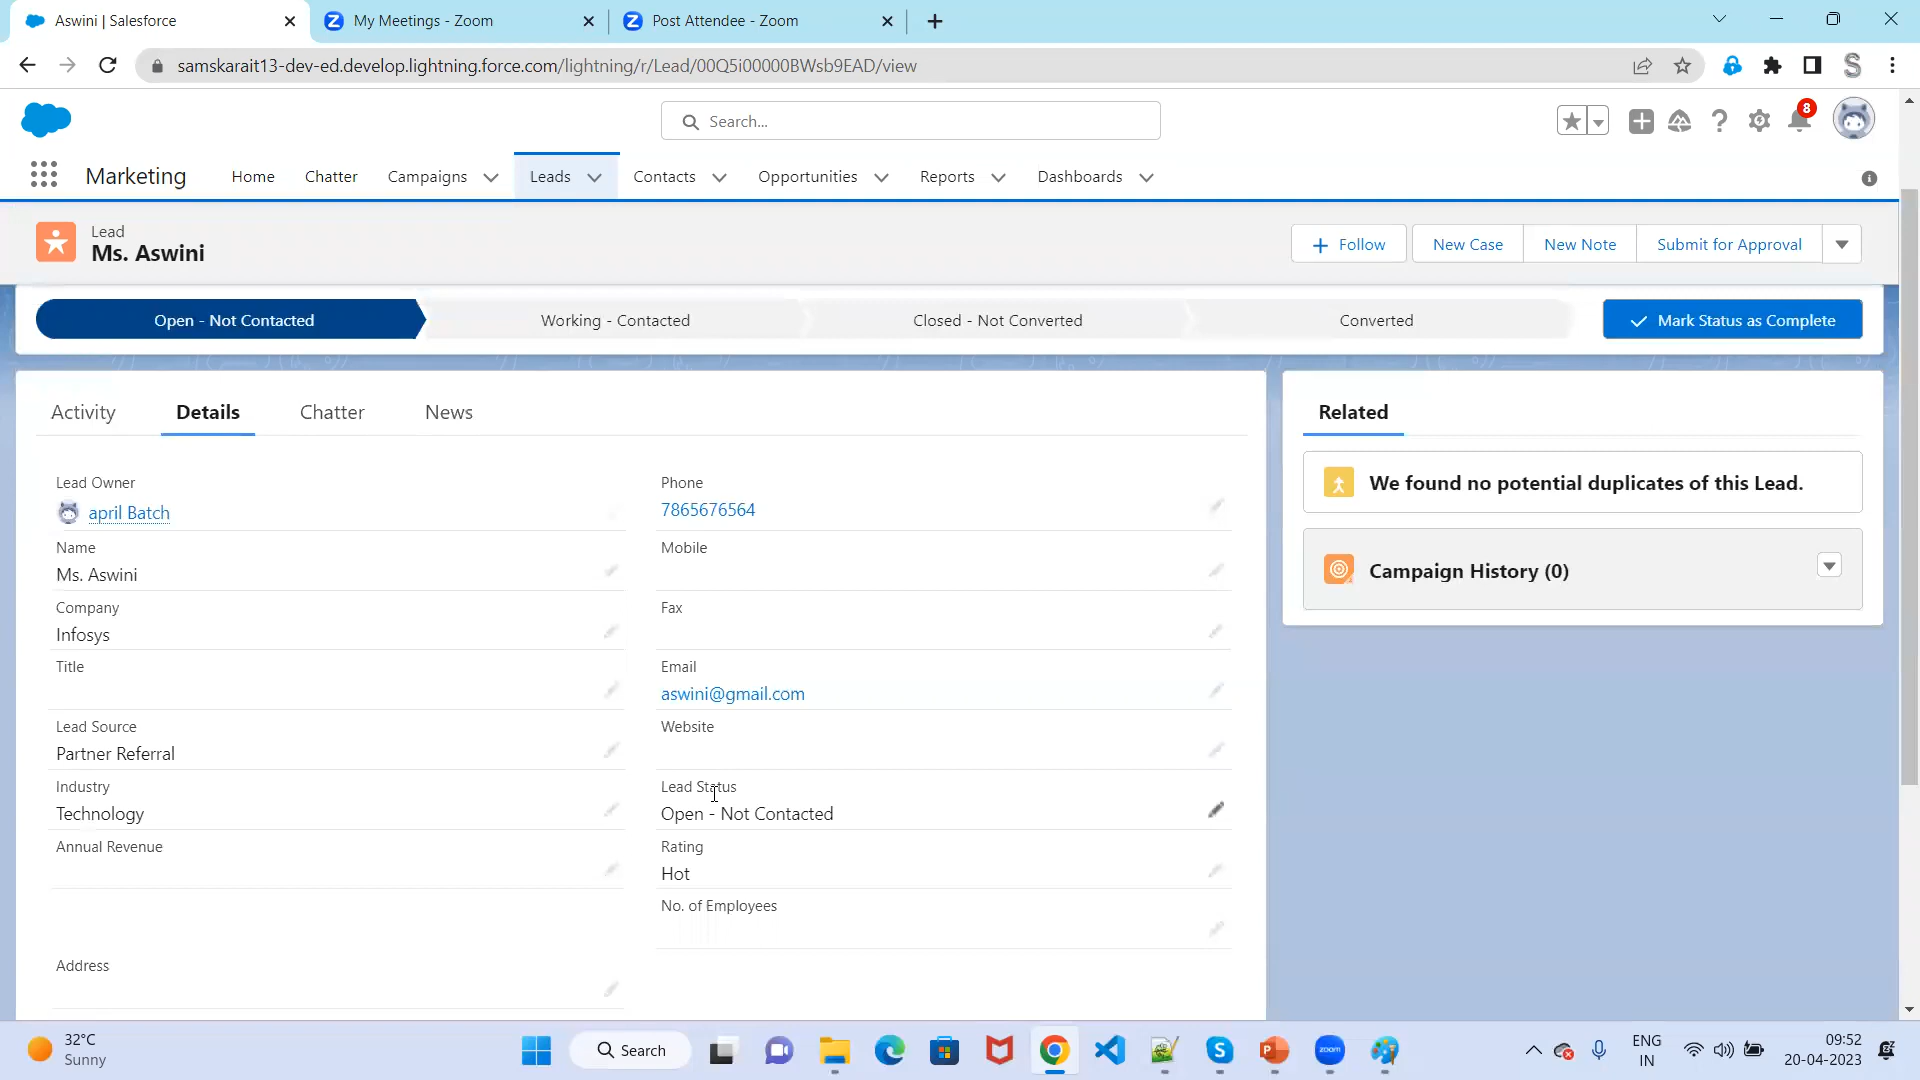 Aswini | Salesforce
My Meetings - Zoom
Post Attendee - Zoom
samskarait13-dev-ed.develop.lightning.force.com/lightning/r/Lead/00Q5i00000BWsb9EAD/view
Search...
8
Marketing
Home
Chatter
Campaigns
Leads
Contacts
Opportunities
Reports
Dashboards
Lead
Ms. Aswini
Follow
New Case
New Note
Submit for Approval
Open - Not Contacted
Working - Contacted
Closed - Not Converted
Converted
Mark Status as Complete
Activity
Details
Chatter
News
Related
Lead Owner
april Batch
Phone
7865676564
We found no potential duplicates of this Lead.
Name
Ms. Aswini
Mobile
Campaign History (0)
Company
Infosys
Fax
Title
Email
aswini@gmail.com
Lead Source
Partner Referral
Website
Industry
Technology
Lead Status
Open - Not Contacted
Annual Revenue
Rating
Hot
No. of Employees
Address
32°C
Sunny
Search
zoom
ENG
IN
09:52
20-04-2023